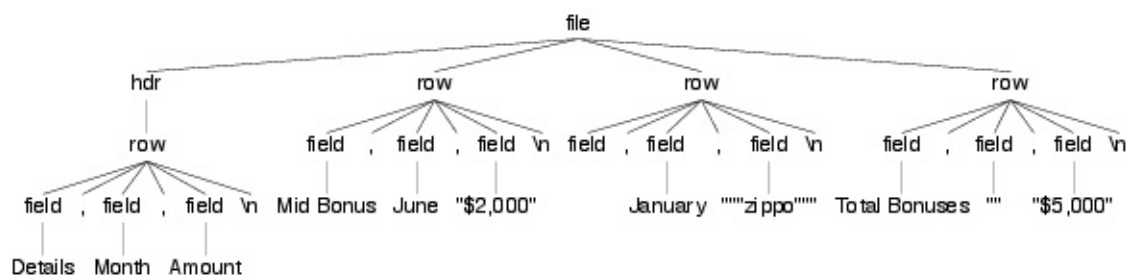 file
hdr row row row
row field , field , field \n field , field , field \n field , field , field \n
field , field , field \n Mid Bonus June "$2,000" January """zippo""" Total Bonuses "" "$5,000"
Details Month Amount